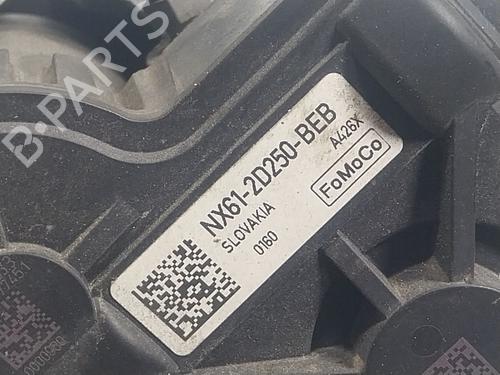 B-PARTS
NX61-2D250-BEB
SLOVAKIA
0160
A426X
FoMoCo